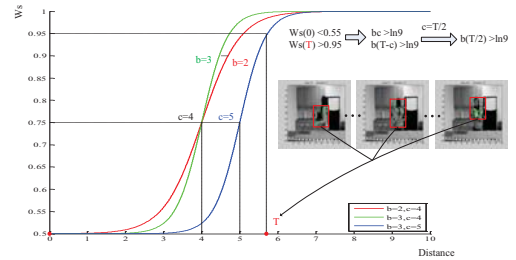 Ws
1
0.95
0.9
0.85
0.8
0.75
0.7
0.65
0.6
0.55
0.5
0 1 2 3 4 5 6 7 8 9 10
Distance
b=3
b=2
c=4
c=5
T
Ws(0) <0.55
Ws(T) >0.95
bc >ln9
b(T-c) >ln9
c=T/2
b(T/2) >ln9
b=2,c=4
b=3,c=4
b=3,c=5